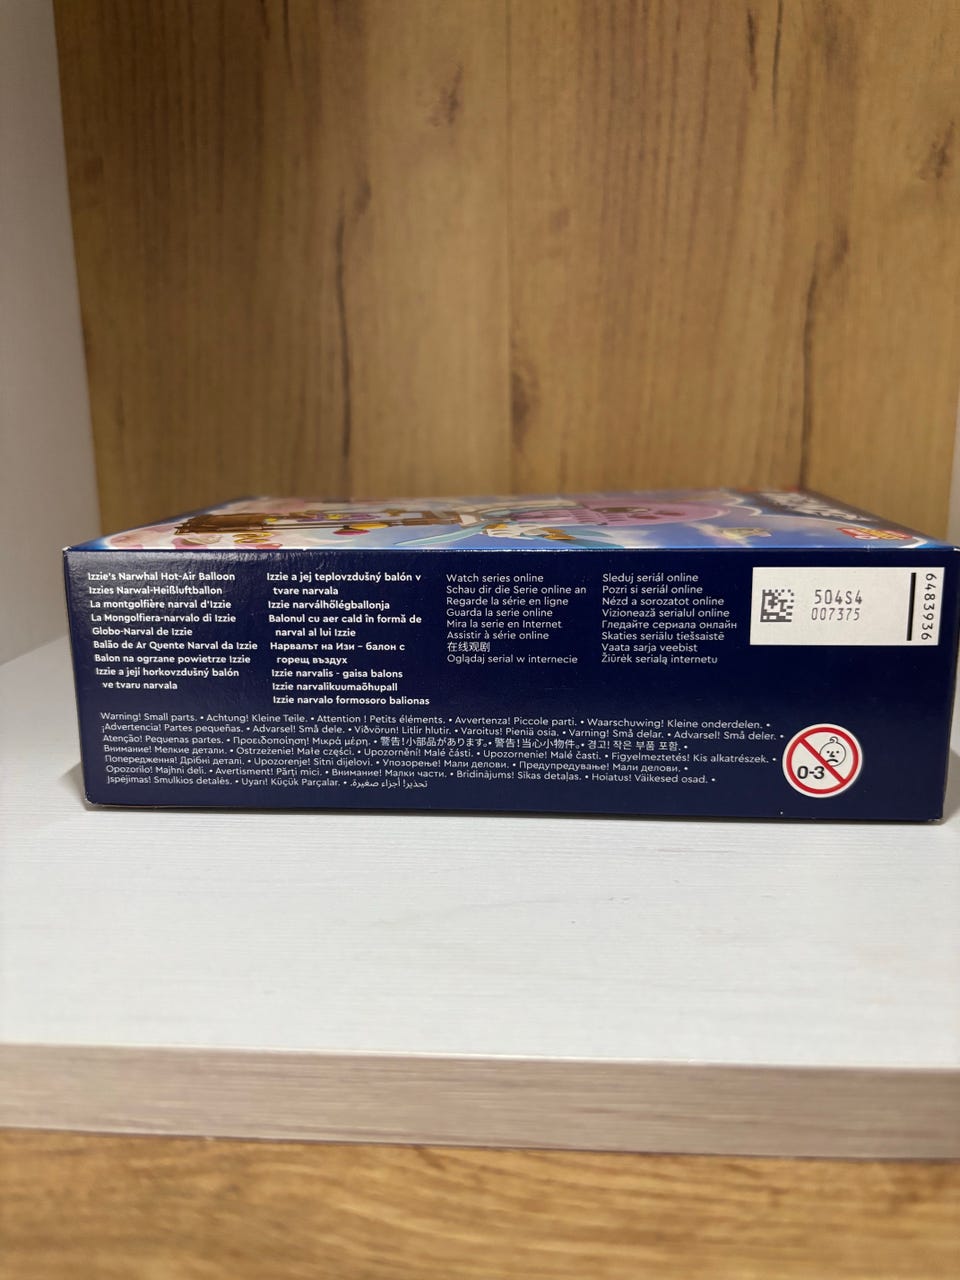 Izzie's Narwhal Hot-Air Balloon
Izzies Narwal-Heißluftballon
La montgolfière narval d'Izzie
La Mongolfiera-narvalo di Izzie
Globo-Narval de Izzie
Balão de Ar Quente Narval da Izzie
Balon na ogrzane powietrze Izzie
Izzie a její horkovzdušný balón
ve tvaru narvala
Izzie a jej teplovzdušný balón v
tvare narvala
Izzie narválhőlégballonja
Balonul cu aer cald în formă de
narval al lui Izzie
Нарвалът на Изи – балон с
горещ въздух
Izzie narvalis - gaisa balons
Izzie narvalikuumaõhupall
Izzie narvalo formosoro balionas
Watch series online
Schau dir die Serie online an
Regarde la série en ligne
Guarda la serie online
Mira la serie en Internet
Assistir à série online
在线观剧
Oglądaj serial w internecie
Sleduj seriál online
Pozri si seriál online
Nézd a sorozatot online
Vizionează serialul online
Гледайте сериала онлайн
Skaties seriālu tiešsaistē
Vaata sarja veebist
Žiūrėk serialą internetu
504S4
007375
6483936
Warning! Small parts. • Achtung! Kleine Teile. • Attention ! Petits éléments. • Avvertenza! Piccole parti. • Waarschuwing! Kleine onderdelen. •
¡Advertencia! Partes pequeñas. • Advarsel! Små dele. • Viðvörun! Litlir hlutir. • Varoitus! Pieniä osia. • Varning! Små delar. • Advarsel! Små deler. •
Atenção! Pequenas partes. • Προειδοποίηση! Μικρά μέρη. • 警告!小部品があります。• 警告!当心小物件。• 경고! 작은 부품 포함. •
Внимание! Мелкие детали. • Ostrzeżenie! Małe części. • Upozornění! Malé části. • Upozornenie! Malé časti. • Figyelmeztetés! Kis alkatrészek. •
Попередження! Дрібні деталі. • Upozorenje! Sitni dijelovi. • Упозорење! Мали делови. • Предупредување! Мали делови. •
Opozorilo! Majhni deli. • Avertisment! Părți mici. • Внимание! Малки части. • Brīdinājums! Sīkas detaļas. • Hoiatus! Väikesed osad. •
Įspėjimas! Smulkios detalės. • Uyarı! Küçük Parçalar. • تحذير! أجزاء صغيرة.
0-3